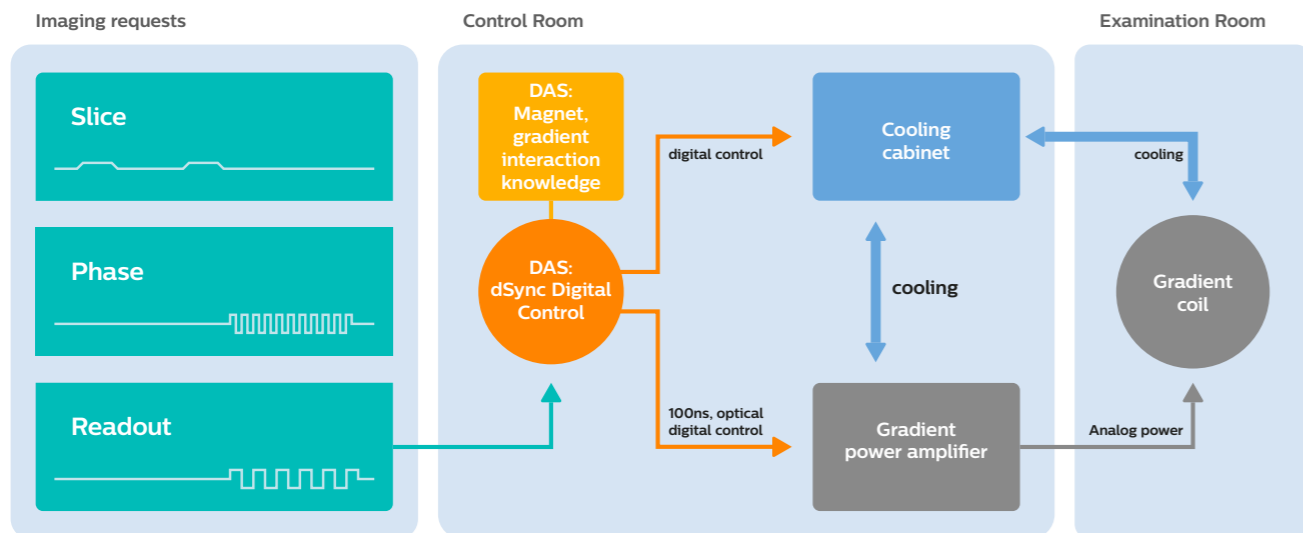 Imaging requests
Control Room
Examination Room
Slice
Phase
Readout
DAS:
Magnet,
gradient
interaction
knowledge
DAS:
dSync Digital
Control
digital control
100ns, optical
digital control
Cooling
cabinet
cooling
Gradient
power amplifier
cooling
Gradient
coil
Analog power